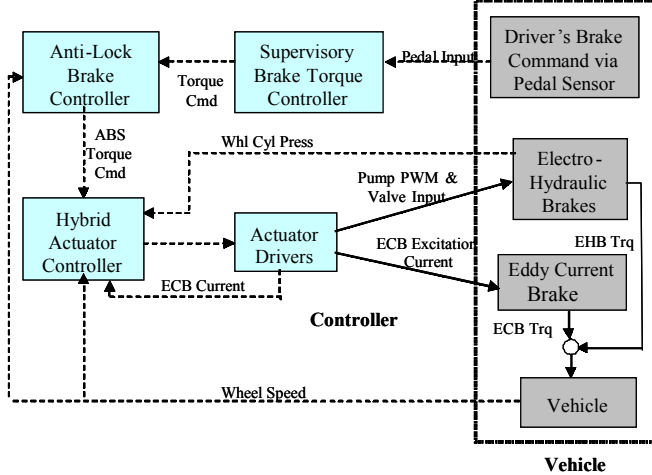 Anti-Lock
Brake
Controller
Supervisory
Brake Torque
Controller
Driver's Brake
Command via
Pedal Sensor
Pedal Input
Torque
Cmd
ABS
Torque
Cmd
Whl Cyl Press
Electro-
Hydraulic
Brakes
Pump PWM &
Valve Input
Hybrid
Actuator
Controller
Actuator
Drivers
ECB Excitation
Current
EHB Trq
Eddy Current
Brake
ECB Current
Controller
ECB Trq
Wheel Speed
Vehicle
Vehicle